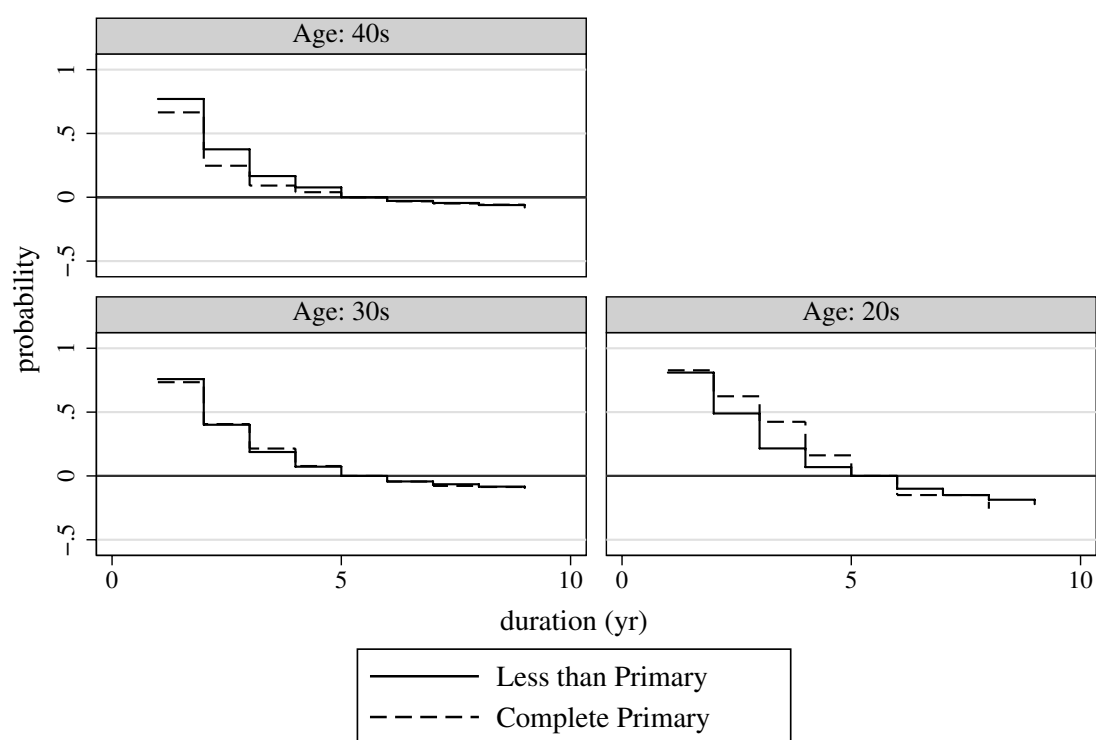 Age: 40s
1
.5
0
−.5
Age: 30s
Age: 20s
1
.5
0
−.5
0
5
10
0
5
10
probability
duration (yr)
Less than Primary
Complete Primary